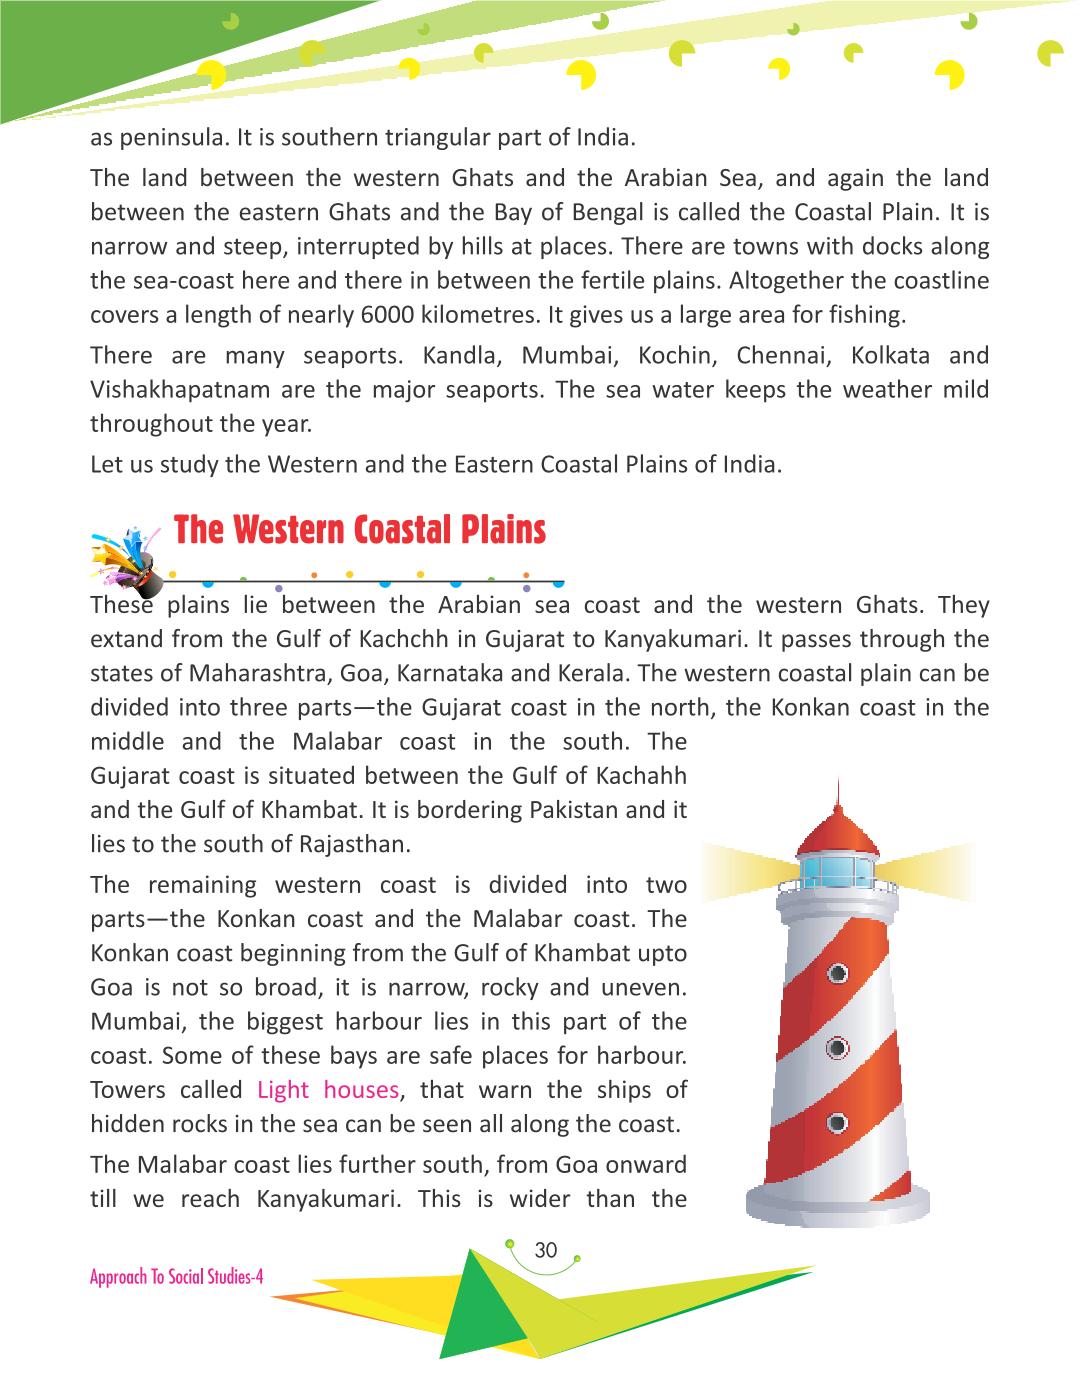 as peninsula. It is southern triangular part of India.
The land between the western Ghats and the Arabian Sea, and again the land
between the eastern Ghats and the Bay of Bengal is called the Coastal Plain. It is
narrow and steep, interrupted by hills at places. There are towns with docks along
the sea-coast here and there in between the fertile plains. Altogether the coastline
covers a length of nearly 6000 kilometres. It gives us a large area for fishing.
There are many seaports. Kandla, Mumbai, Kochin, Chennai, Kolkata and
Vishakhapatnam are the major seaports. The sea water keeps the weather mild
throughout the year.
Let us study the Western and the Eastern Coastal Plains of India.
The Western Coastal Plains
These plains lie between the Arabian sea coast and the western Ghats. They
extand from the Gulf of Kachchh in Gujarat to Kanyakumari. It passes through the
states of Maharashtra, Goa, Karnataka and Kerala. The western coastal plain can be
divided into three parts—the Gujarat coast in the north, the Konkan coast in the
middle and the Malabar coast in the south. The
Gujarat coast is situated between the Gulf of Kachahh
and the Gulf of Khambat. It is bordering Pakistan and it
lies to the south of Rajasthan.
The remaining western coast is divided into two
parts—the Konkan coast and the Malabar coast. The
Konkan coast beginning from the Gulf of Khambat upto
Goa is not so broad, it is narrow, rocky and uneven.
Mumbai, the biggest harbour lies in this part of the
coast. Some of these bays are safe places for harbour.
Towers called Light houses, that warn the ships of
hidden rocks in the sea can be seen all along the coast.
The Malabar coast lies further south, from Goa onward
till we reach Kanyakumari. This is wider than the
30
Approach To Social Studies-4